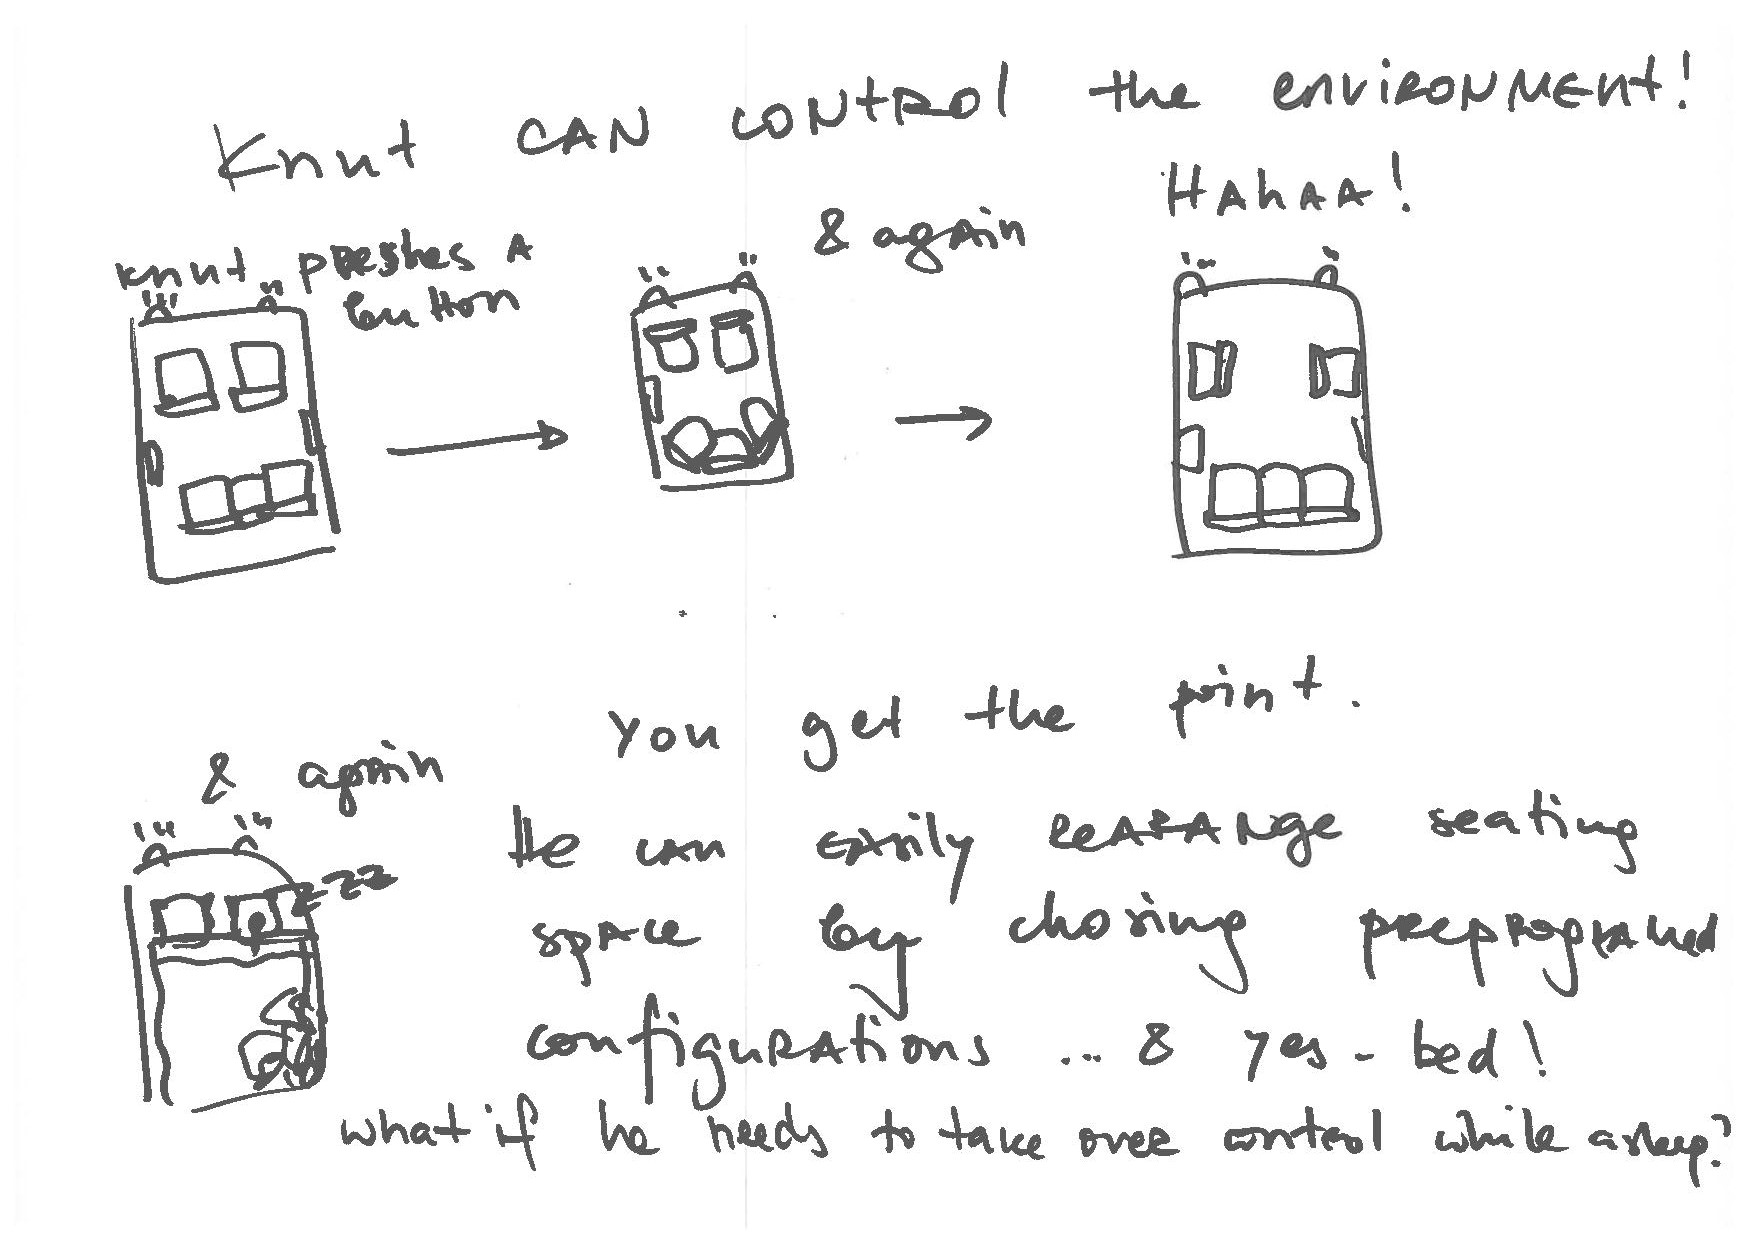 Knut CAN CONtROl the enviRONMEnt!
HAhAA!
Knut presses A
button
& again
& again
zzz
You get the point.
He can EASily reARANge seating
space by chosing preprogramed
configurations ... & yes - bed!
what if he needs to take over control while asleep?